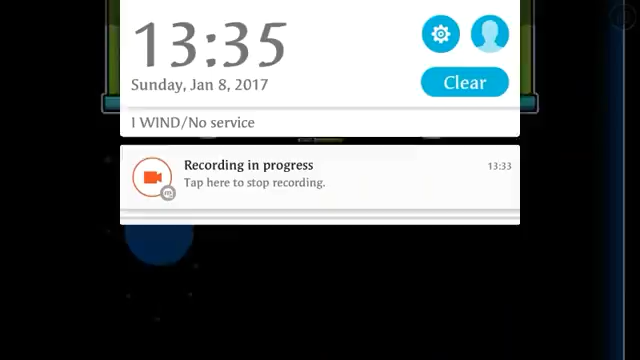 13:35
Sunday, Jan 8, 2017
Clear
I WIND/No service
Recording in progress
13:33
Tap here to stop recording.